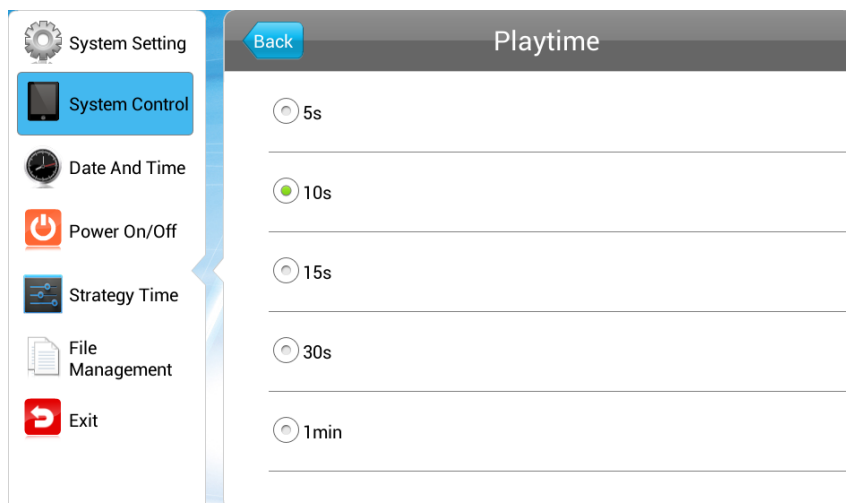 System Setting
System Control
Date And Time
Power On/Off
Strategy Time
File
Management
Exit
Back
Playtime
5s
10s
15s
30s
1min